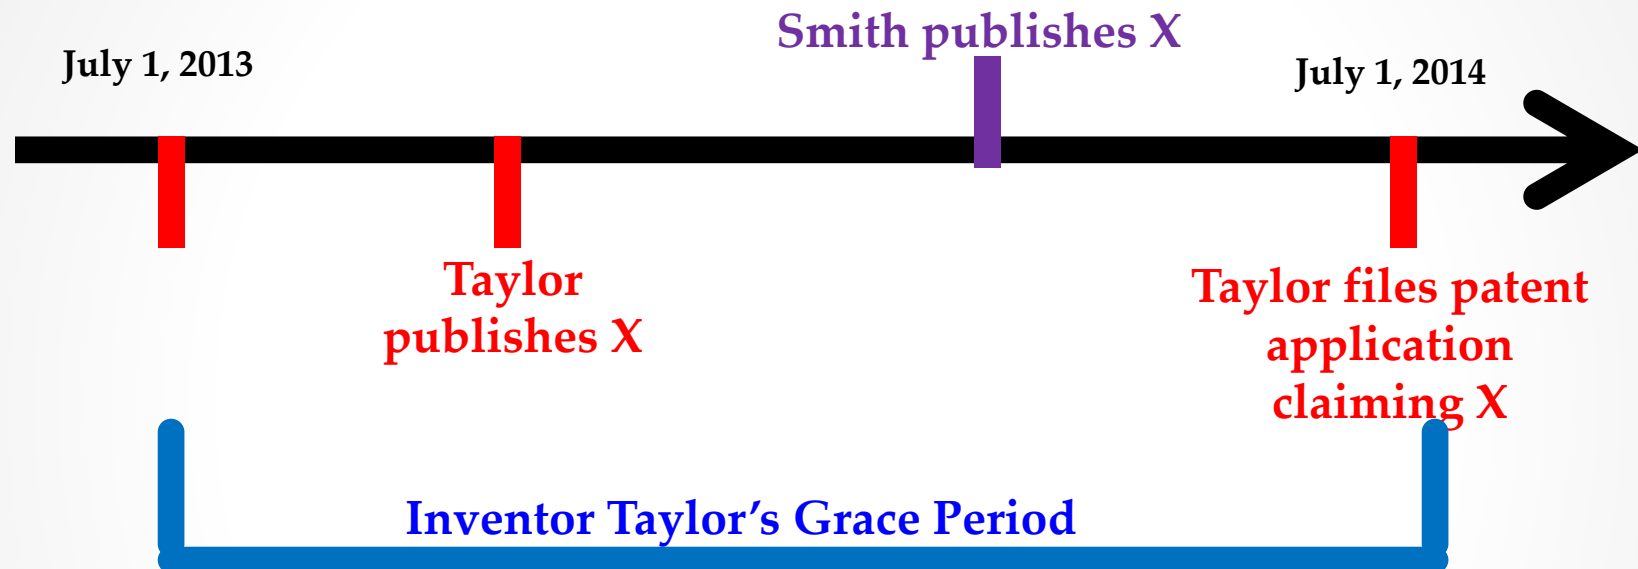 Smith publishes X
July 1, 2013
July 1, 2014
Taylor
publishes X
Taylor files patent
application
claiming X
Inventor Taylor’s Grace Period